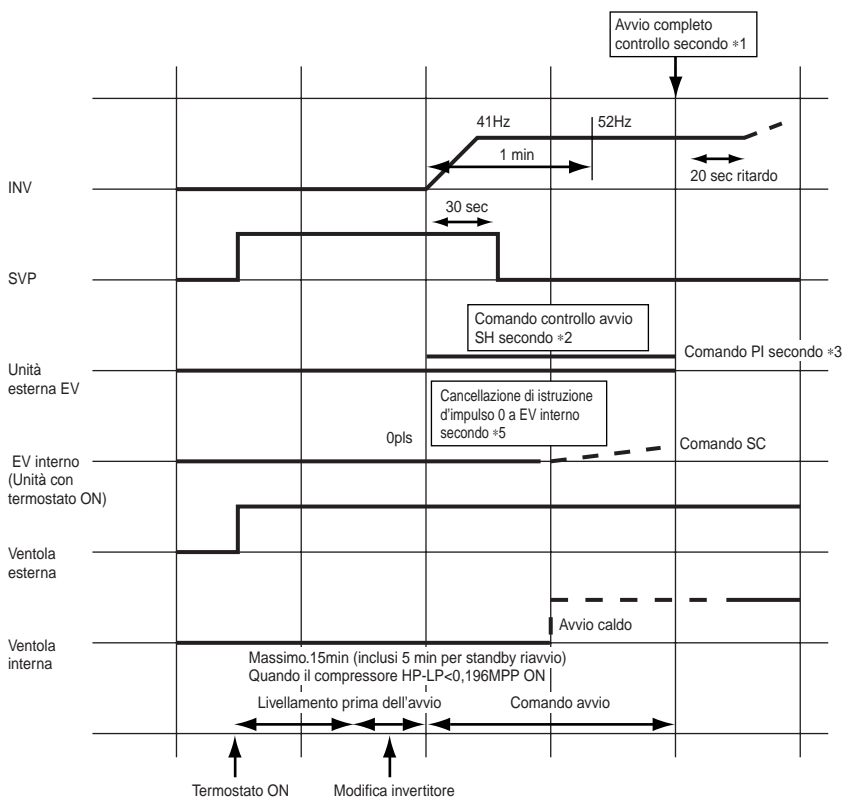 Avvio completo
controllo secondo *1
41Hz
52Hz
1 min
20 sec ritardo
INV
30 sec
SVP
Comando controllo avvio
SH secondo *2
Comando PI secondo *3
Unità
esterna EV
Cancellazione di istruzione
d'impulso 0 a EV interno
secondo *5
0pls
Comando SC
EV interno
(Unità con
termostato ON)
Ventola
esterna
Avvio caldo
Ventola
interna
Massimo.15min (inclusi 5 min per standby riavvio)
Quando il compressore HP-LP<0,196MPP ON
Livellamento prima dell'avvio
Comando avvio
Termostato ON
Modifica invertitore